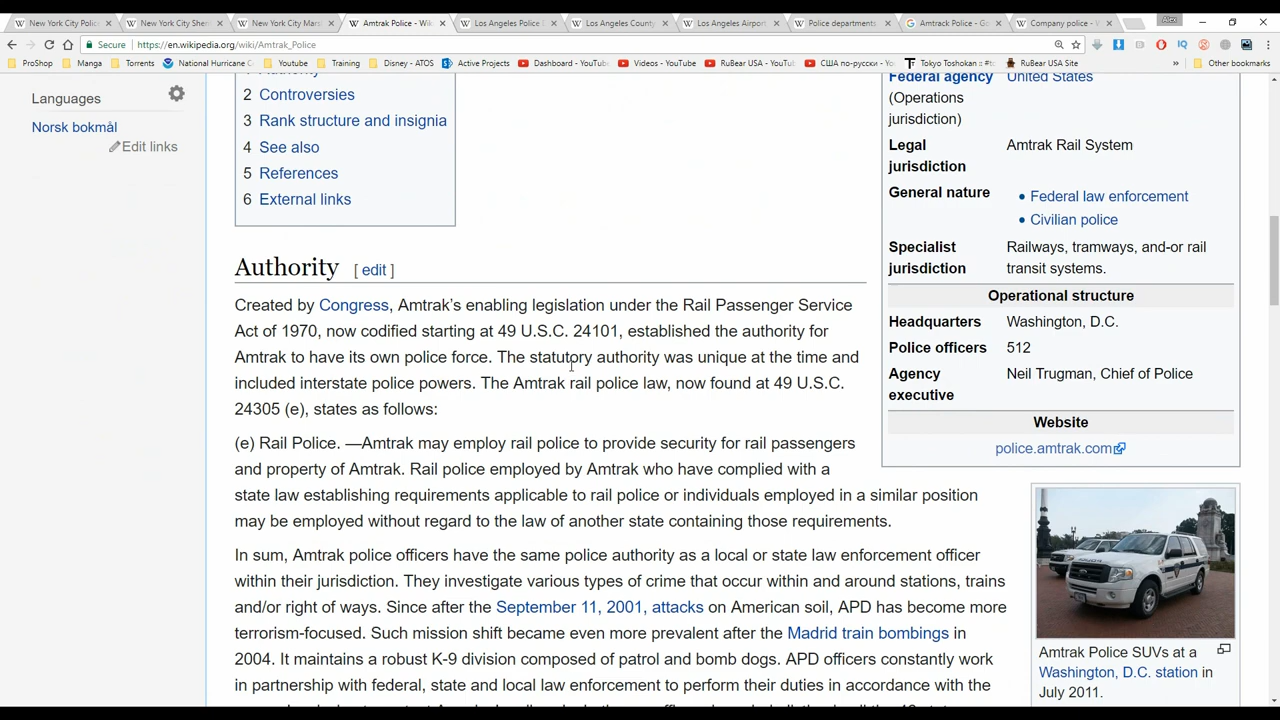 New York City Polic
New York City Sher
New York City Mars
Amtrak Police - Wik
Los Angeles Police
Los Angeles County
Los Angeles Airport
Police departments
Amtrack Police - Go
Company police - W
Alex
Secure
https://en.wikipedia.org/wiki/Amtrak_Police
ProShop
Manga
Torrents
National Hurricane C
Youtube
Training
Disney - ATOS
Active Projects
Dashboard - YouTub
Videos - YouTube
RuBear USA - YouTu
США по-русски - Yo
Tokyo Toshokan :: #t
RuBear USA Site
»
Other bookmarks
Languages
Norsk bokmål
Edit links
2 Controversies
3 Rank structure and insignia
4 See also
5 References
6 External links
Authority [ edit ]
Created by Congress, Amtrak’s enabling legislation under the Rail Passenger Service
Act of 1970, now codified starting at 49 U.S.C. 24101, established the authority for
Amtrak to have its own police force. The statutory authority was unique at the time and
included interstate police powers. The Amtrak rail police law, now found at 49 U.S.C.
24305 (e), states as follows:
(e) Rail Police. —Amtrak may employ rail police to provide security for rail passengers
and property of Amtrak. Rail police employed by Amtrak who have complied with a
state law establishing requirements applicable to rail police or individuals employed in a similar position
may be employed without regard to the law of another state containing those requirements.
In sum, Amtrak police officers have the same police authority as a local or state law enforcement officer
within their jurisdiction. They investigate various types of crime that occur within and around stations, trains
and/or right of ways. Since after the September 11, 2001, attacks on American soil, APD has become more
terrorism-focused. Such mission shift became even more prevalent after the Madrid train bombings in
2004. It maintains a robust K-9 division composed of patrol and bomb dogs. APD officers constantly work
in partnership with federal, state and local law enforcement to perform their duties in accordance with the
Federal agency United States
(Operations
jurisdiction)
Legal Amtrak Rail System
jurisdiction
General nature • Federal law enforcement
• Civilian police
Specialist Railways, tramways, and-or rail
jurisdiction transit systems.
Operational structure
Headquarters Washington, D.C.
Police officers 512
Agency Neil Trugman, Chief of Police
executive
Website
police.amtrak.com
Amtrak Police SUVs at a
Washington, D.C. station in
July 2011.